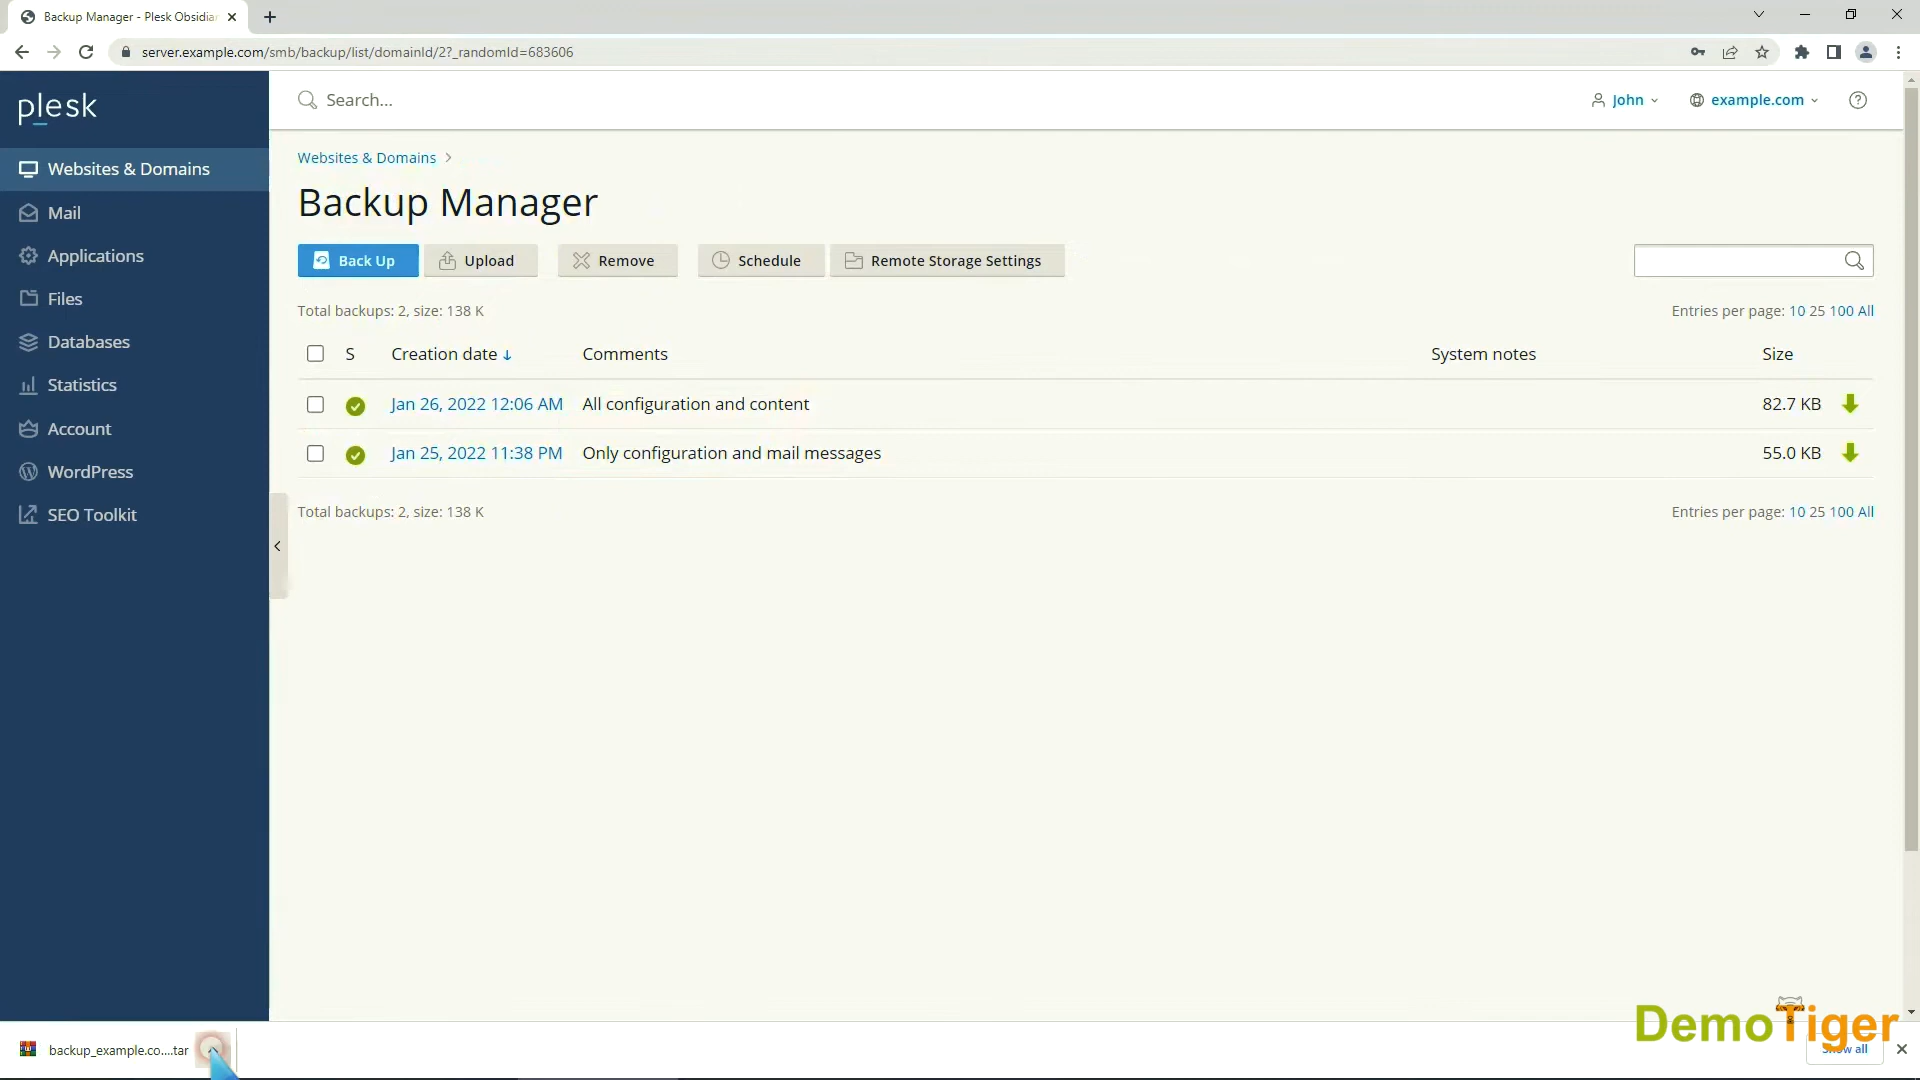 Backup Manager - Plesk Obsidia
server.example.com/smb/backup/list/domainId/2?_randomId=683606
plesk
Search...
John
example.com
Websites & Domains
Mail
Applications
Files
Databases
Statistics
Account
WordPress
SEO Toolkit
Websites & Domains
Backup Manager
Back Up
Upload
Remove
Schedule
Remote Storage Settings
Total backups: 2, size: 138 K
Entries per page: 10 25 100 All
S Creation date Comments System notes Size
Jan 26, 2022 12:06 AM All configuration and content 82.7 KB
Jan 25, 2022 11:38 PM Only configuration and mail messages 55.0 KB
Total backups: 2, size: 138 K
Entries per page: 10 25 100 All
backup_example.co....tar
DemoTiger
Show all